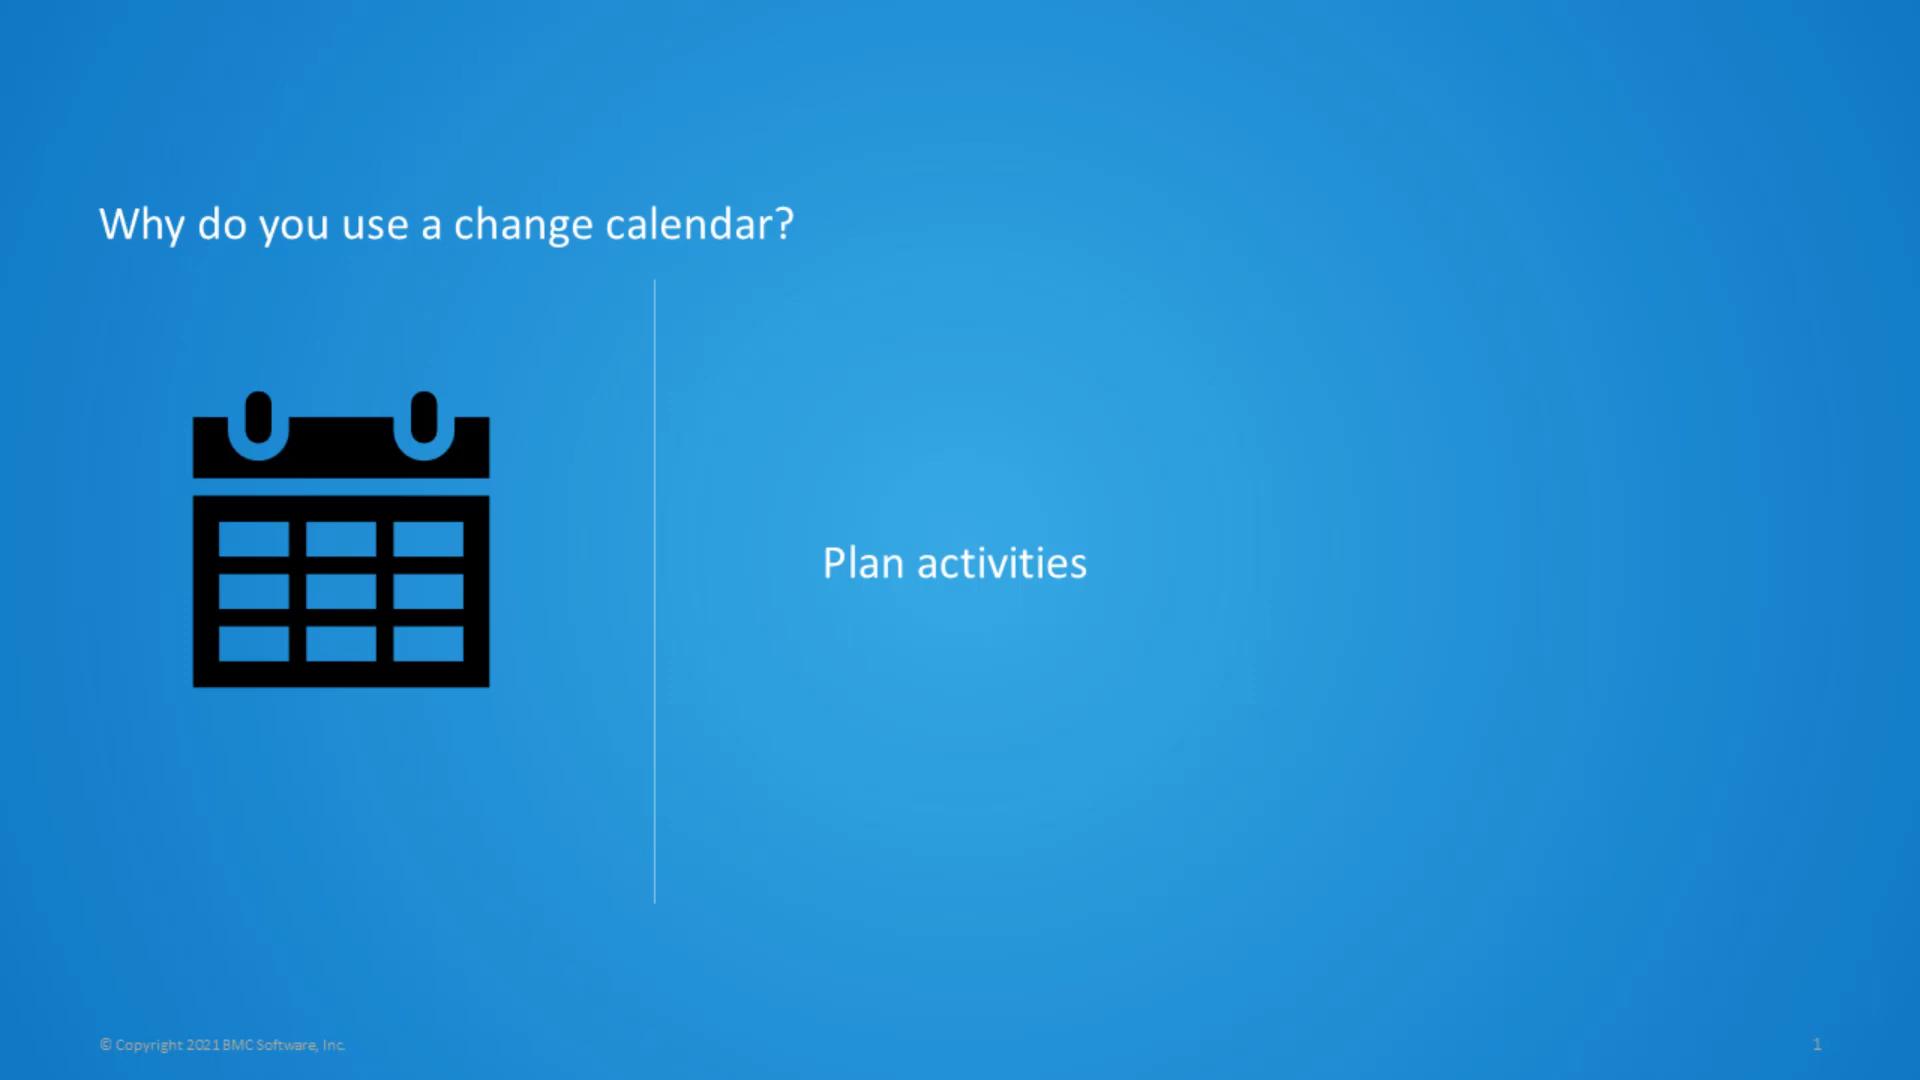 Why do you use a change calendar?
Plan activities
© Copyright 2021 BMC Software, Inc.
1